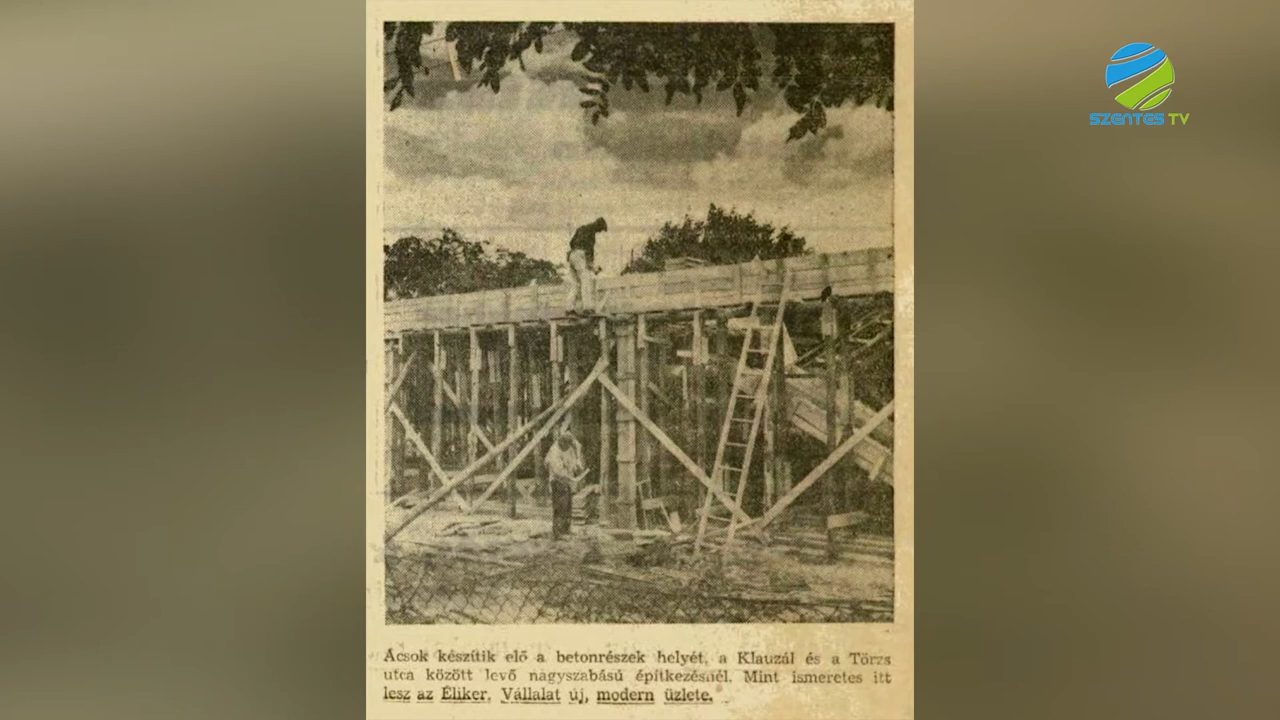 SZENTES TV
Ácsok készítik elő a betonrészek helyét, a Klauzál és a Törzs
utca között levő nagyszabású építkezésnél. Mint ismeretes itt
lesz az Éliker. Vállalat új, modern üzlete.